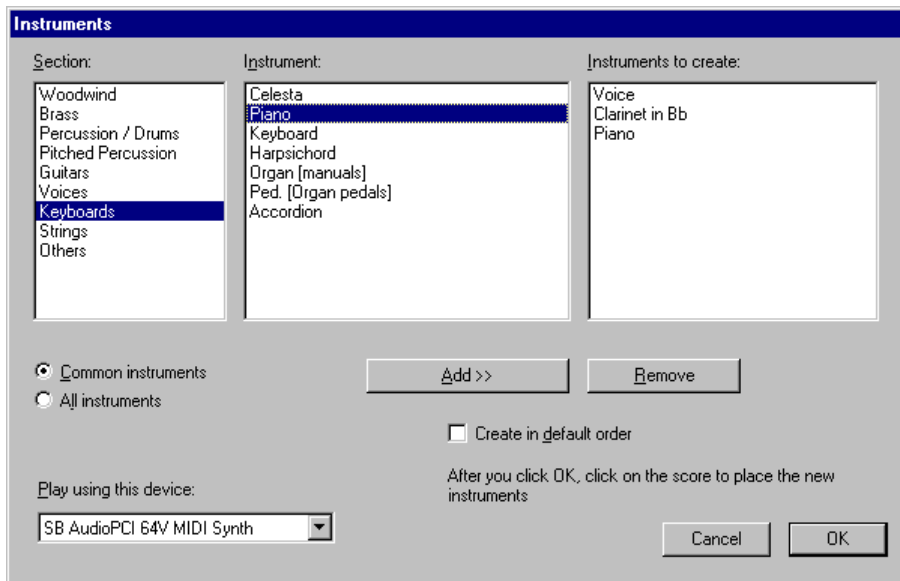 Instruments
Section:
Woodwind
Brass
Percussion / Drums
Pitched Percussion
Guitars
Voices
Keyboards
Strings
Others
Instrument:
Celesta
Piano
Keyboard
Harpsichord
Organ [manuals]
Ped. [Organ pedals]
Accordion
Instruments to create:
Voice
Clarinet in Bb
Piano
Common instruments
All instruments
Add >>
Remove
Create in default order
After you click OK, click on the score to place the new
instruments
Play using this device:
SB AudioPCI 64V MIDI Synth
Cancel
OK